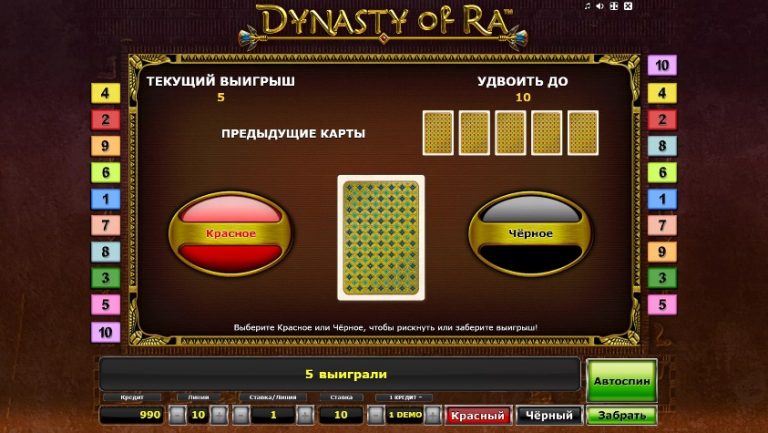 DYNASTY OF RA™
ТЕКУЩИЙ ВЫИГРЫШ
5
УДВОИТЬ ДО
10
ПРЕДЫДУЩИЕ КАРТЫ
4
2
9
6
1
7
8
3
5
10
10
4
2
8
6
1
7
9
3
5
Красное
Чёрное
Выберите Красное или Чёрное, чтобы рискнуть или заберите выигрыш!
5 выиграли
Автоспин
Кредит
Линии
Ставка/Линия
Ставка
1 КРЕДИТ =
990
- 10 +
- 1 +
- 10 +
- 1 DEMO +
Красный
Чёрный
Забрать